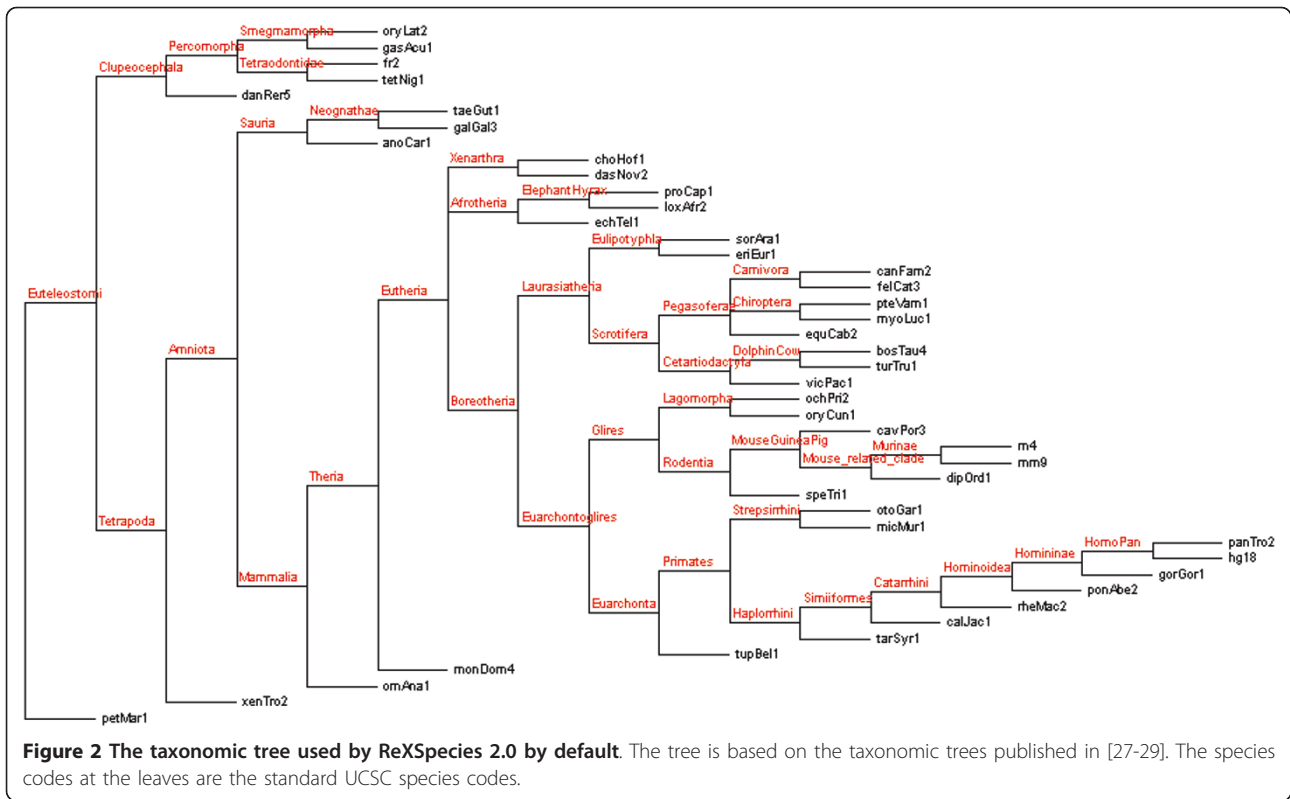 Smegmamorpha
oryLat2
Percomorpha
gasAcu1
fr2
Clupeocephala
Tetraodontidae
tetNig1
danRer5
Neognathae
taeGut1
Sauria
galGal3
anoCar1
Xenarthra
choHof1
dasNov2
ElephantHyrax
proCap1
Afrotheria
loxAfr2
echTel1
Eulipotyphla
sorAra1
eriEur1
Carnivora
canFam2
Euteleostomi
Eutheria
Laurasiatheria
felCat3
Pegasoferae
Chiroptera
pteVam1
myoLuc1
Scrotifera
equCab2
Amniota
DolphinCow
bosTau4
Cetartiodactyla
turTru1
vicPac1
Boreotheria
Lagomorpha
ochPri2
oryCun1
Glires
cavPor3
MouseGuineaPig
Murinae
rn4
Rodentia
Mouse_related_clade
mm9
Theria
dipOrd1
speTri1
Strepsirrhini
otoGar1
Tetrapoda
Euarchontoglires
micMur1
HomoPan
panTro2
Homininae
hg18
Primates
Hominoidea
gorGor1
Mammalia
Catarrhini
ponAbe2
Euarchonta
Simiiformes
rheMac2
Haplorrhini
calJac1
tarSyr1
tupBel1
monDom4
ornAna1
xenTro2
petMar1
Figure 2 The taxonomic tree used by ReXSpecies 2.0 by default. The tree is based on the taxonomic trees published in [27-29]. The species
codes at the leaves are the standard UCSC species codes.